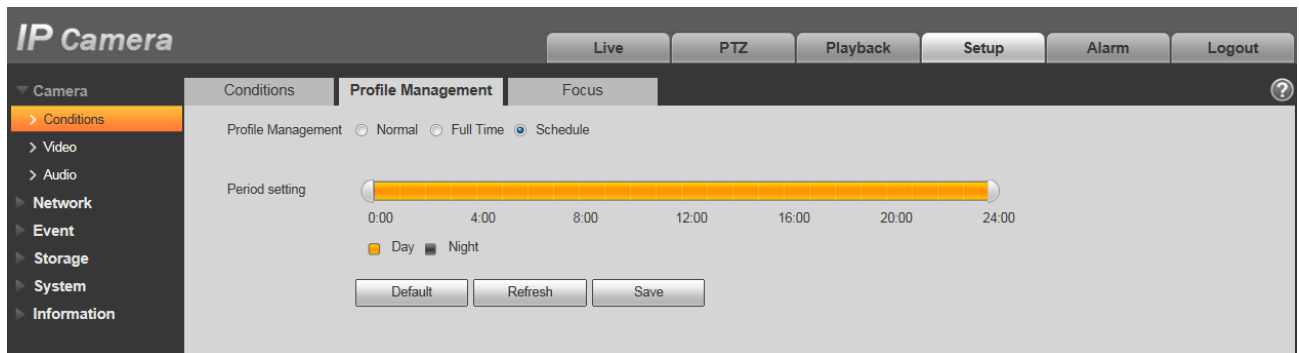 IP Camera
Live PTZ Playback Setup Alarm Logout
Camera
Conditions Profile Management Focus ?
Conditions
Profile Management Normal Full Time Schedule
Video
Audio
Period setting
Network
0:00 4:00 8:00 12:00 16:00 20:00 24:00
Event
Day Night
Storage
System
Default Refresh Save
Information